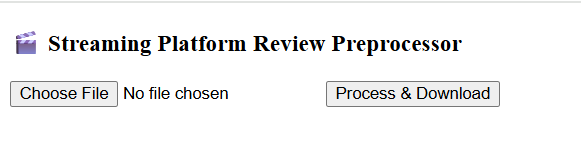 🎬 Streaming Platform Review Preprocessor
Choose File No file chosen Process & Download